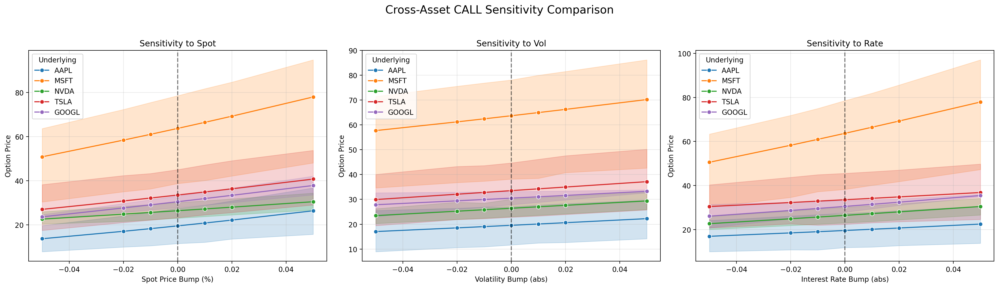 Cross-Asset CALL Sensitivity Comparison
Sensitivity to Spot
Underlying
AAPL
MSFT
NVDA
TSLA
GOOGL
Option Price
80
60
40
20
−0.04 −0.02 0.00 0.02 0.04
Spot Price Bump (%)
Sensitivity to Vol
Underlying
AAPL
MSFT
NVDA
TSLA
GOOGL
Option Price
90
80
70
60
50
40
30
20
10
−0.04 −0.02 0.00 0.02 0.04
Volatility Bump (abs)
Sensitivity to Rate
Underlying
AAPL
MSFT
NVDA
TSLA
GOOGL
Option Price
100
80
60
40
20
−0.04 −0.02 0.00 0.02 0.04
Interest Rate Bump (abs)